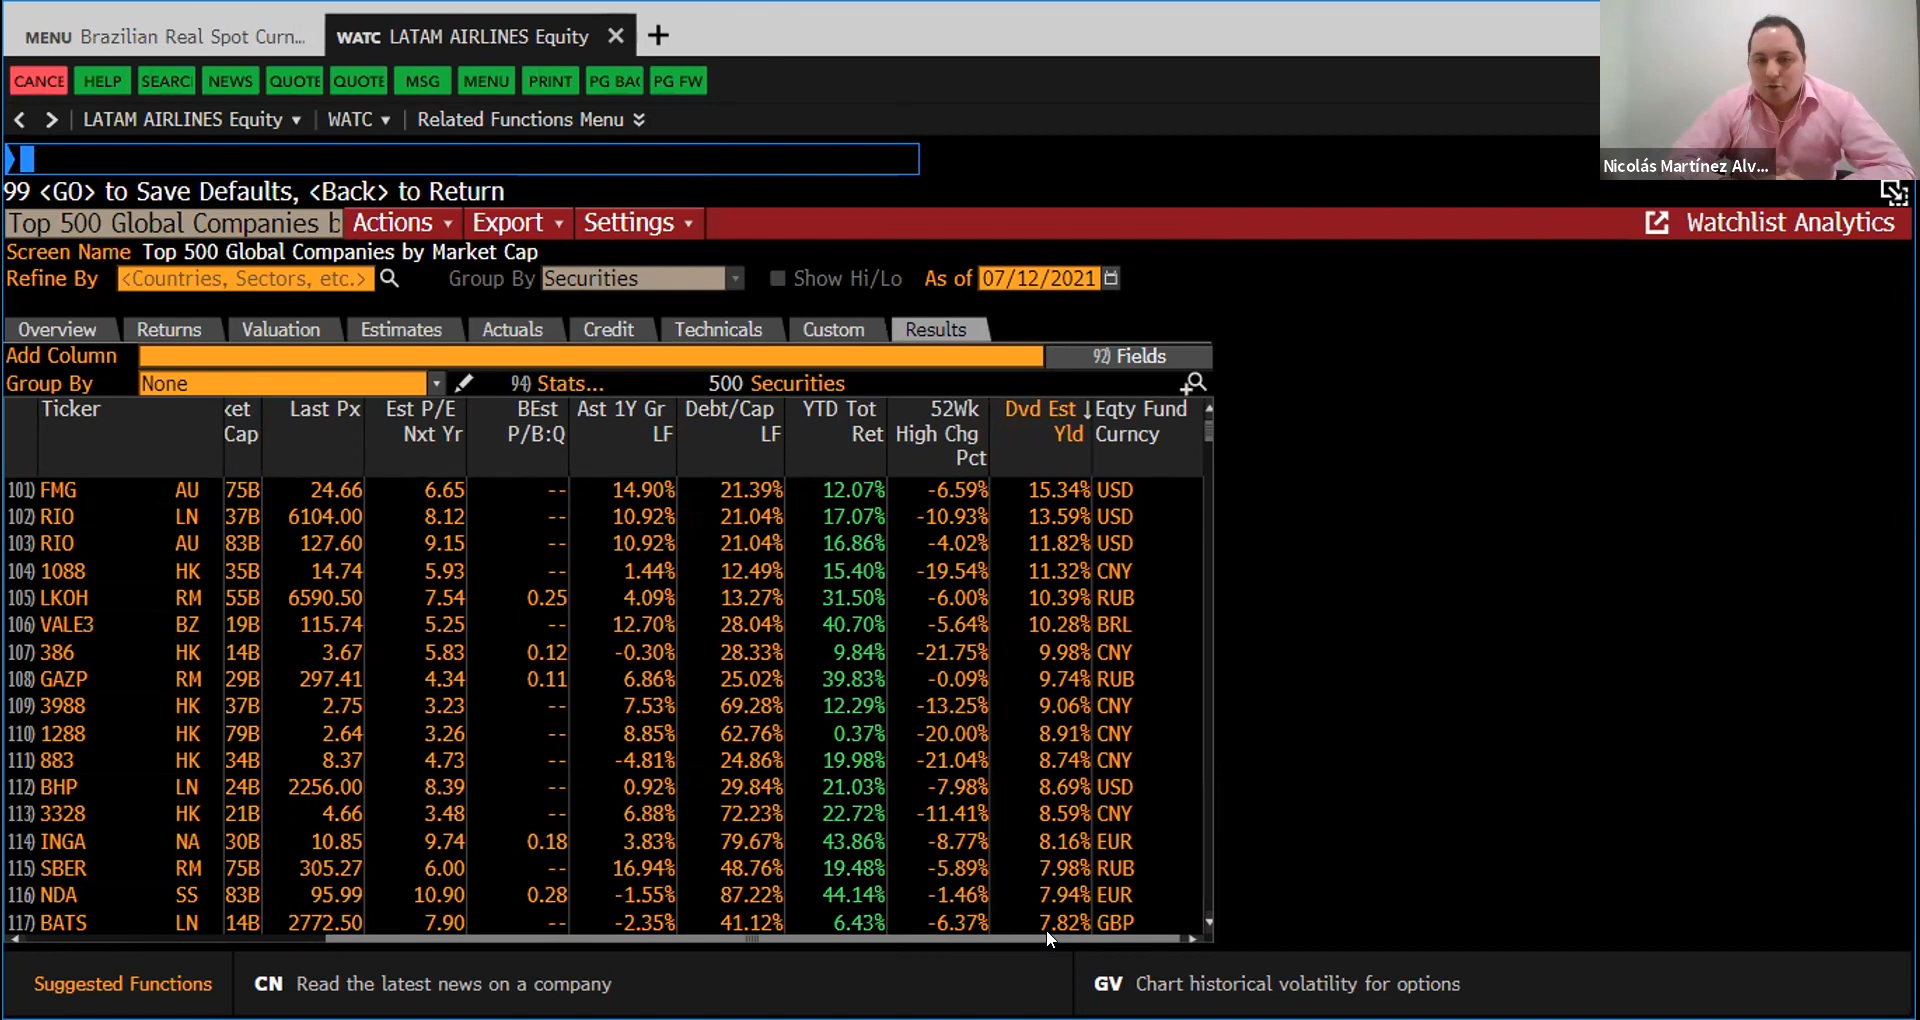 MENU Brazilian Real Spot Curn... WATC LATAM AIRLINES Equity
CANCE HELP SEARCI NEWS QUOTE QUOTE MSG MENU PRINT PG BAC PG FW
LATAM AIRLINES Equity WATC Related Functions Menu
Nicolás Martínez Alv...
99 <GO> to Save Defaults, <Back> to Return
Top 500 Global Companies b Actions Export Settings Watchlist Analytics
Screen Name Top 500 Global Companies by Market Cap
Refine By <Countries, Sectors, etc.> Group By Securities Show Hi/Lo As of 07/12/2021
Overview Returns Valuation Estimates Actuals Credit Technicals Custom Results
Add Column 92) Fields
Group By None 94) Stats... 500 Securities
Ticker ket Last Px Est P/E BEst Ast 1Y Gr Debt/Cap YTD Tot 52Wk Dvd Est ↓ Eqty Fund
Cap Nxt Yr P/B:Q LF LF Ret High Chg Yld Curncy
Pct
101) FMG AU 75B 24.66 6.65 -- 14.90% 21.39% 12.07% -6.59% 15.34% USD
102) RIO LN 37B 6104.00 8.12 -- 10.92% 21.04% 17.07% -10.93% 13.59% USD
103) RIO AU 83B 127.60 9.15 -- 10.92% 21.04% 16.86% -4.02% 11.82% USD
104) 1088 HK 35B 14.74 5.93 -- 1.44% 12.49% 15.40% -19.54% 11.32% CNY
105) LKOH RM 55B 6590.50 7.54 0.25 4.09% 13.27% 31.50% -6.00% 10.39% RUB
106) VALE3 BZ 19B 115.74 5.25 -- 12.70% 28.04% 40.70% -5.64% 10.28% BRL
107) 386 HK 14B 3.67 5.83 0.12 -0.30% 28.33% 9.84% -21.75% 9.98% CNY
108) GAZP RM 29B 297.41 4.34 0.11 6.86% 25.02% 39.83% -0.09% 9.74% RUB
109) 3988 HK 37B 2.75 3.23 -- 7.53% 69.28% 12.29% -13.25% 9.06% CNY
110) 1288 HK 79B 2.64 3.26 -- 8.85% 62.76% 0.37% -20.00% 8.91% CNY
111) 883 HK 34B 8.37 4.73 -- -4.81% 24.86% 19.98% -21.04% 8.74% CNY
112) BHP LN 24B 2256.00 8.39 -- 0.92% 29.84% 21.03% -7.98% 8.69% USD
113) 3328 HK 21B 4.66 3.48 -- 6.88% 72.23% 22.72% -11.41% 8.59% CNY
114) INGA NA 30B 10.85 9.74 0.18 3.83% 79.67% 43.86% -8.77% 8.16% EUR
115) SBER RM 75B 305.27 6.00 -- 16.94% 48.76% 19.48% -5.89% 7.98% RUB
116) NDA SS 83B 95.99 10.90 0.28 -1.55% 87.22% 44.14% -1.46% 7.94% EUR
117) BATS LN 14B 2772.50 7.90 -- -2.35% 41.12% 6.43% -6.37% 7.82% GBP
Suggested Functions CN Read the latest news on a company GV Chart historical volatility for options